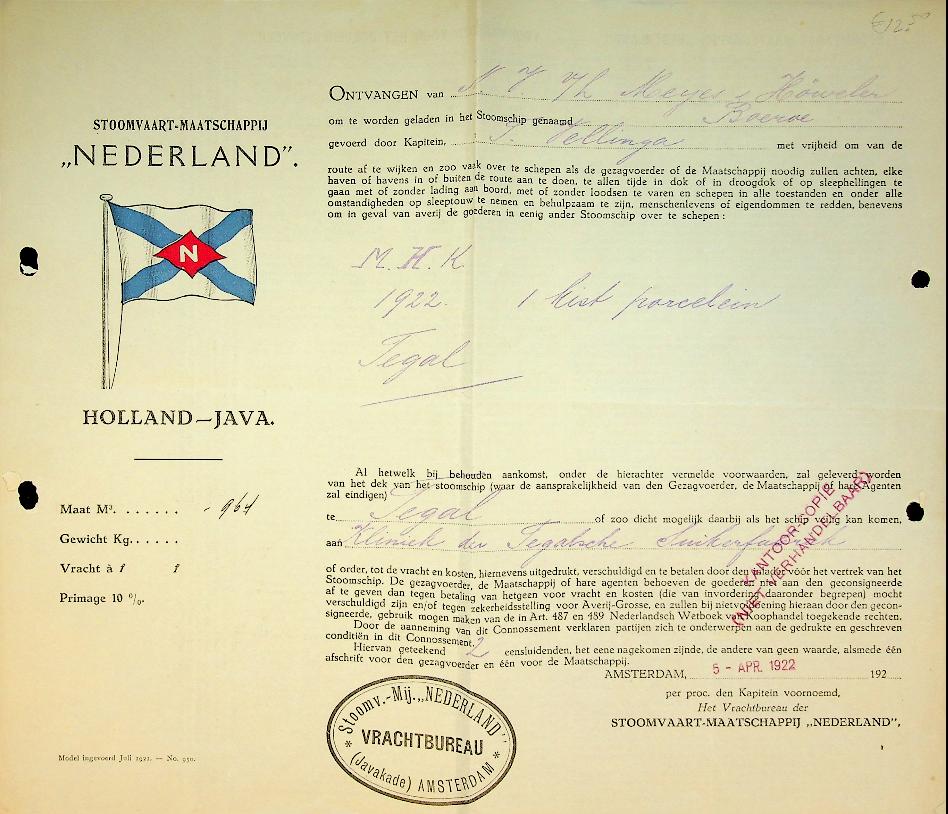 € 12.50
STOOMVAART-MAATSCHAPPIJ
„NEDERLAND”.
N
HOLLAND—JAVA.
Maat M³. . . . . . . . - 964
Gewicht Kg. . . . . .
Vracht à f f
Primage 10 %.
Model ingevoerd Juli 1921. — No. 950.
ONTVANGEN van N. V. Th Meyes & Höweler
om te worden geladen in het Stoomschip genaamd Boeroe
gevoerd door Kapitein, T. Vellinga met vrijheid om van de
route af te wijken en zoo vaak over te schepen als de gezagvoerder of de Maatschappij noodig zullen achten, elke
haven of havens in of buiten de route aan te doen, te allen tijde in dok of in droogdok of op sleephellingen te
gaan met of zonder lading aan boord, met of zonder loodsen te varen en schepen in alle toestanden en onder alle
omstandigheden op sleeptouw te nemen en behulpzaam te zijn, menschenlevens of eigendommen te redden, benevens
om in geval van averij de goederen in eenig ander Stoomschip over te schepen :
M. H. K.
1922. 1 kist porcelein
Tegal
Al hetwelk bij behouden aankomst, onder de hierachter vermelde voorwaarden, zal geleverd worden
van het dek van het stoomschip (waar de aansprakelijkheid van den Gezagvoerder, de Maatschappij of hare Agenten
zal eindigen)
te Tegal of zoo dicht mogelijk daarbij als het schip veilig kan komen,
aan Kliniek der Tegalsche Suikerfabriek
of order, tot de vracht en kosten, hiernevens uitgedrukt, verschuldigd en te betalen door den inlader vóór het vertrek van het
Stoomschip. De gezagvoerder, de Maatschappij of hare agenten behoeven de goederen niet aan den geconsigneerde
af te geven dan tegen betaling van hetgeen voor vracht en kosten (die van invordering daaronder begrepen) mocht
verschuldigd zijn en/of tegen zekerheidsstelling voor Averij-Grosse, en zullen bij nietvoldoening hieraan door den gecon-
signeerde, gebruik mogen maken van de in Art. 487 en 489 Nederlandsch Wetboek van Koophandel toegekende rechten.
Door de aanneming van dit Connossement verklaren partijen zich te onderwerpen aan de gedrukte en geschreven
conditiën in dit Connossement.
Hiervan geteekend 2 eensluidenden, het eene nagekomen zijnde, de andere van geen waarde, alsmede één
afschrift voor den gezagvoerder en één voor de Maatschappij.
KANTOOR-COPIE
(NIET VERHANDELBAAR)
AMSTERDAM, 5 - APR. 1922 192
per proc. den Kapitein voornoemd,
Het Vrachtbureau der
STOOMVAART-MAATSCHAPPIJ „NEDERLAND”,
Stoomv.-Mij. „NEDERLAND”
* VRACHTBUREAU *
(Javakade) AMSTERDAM